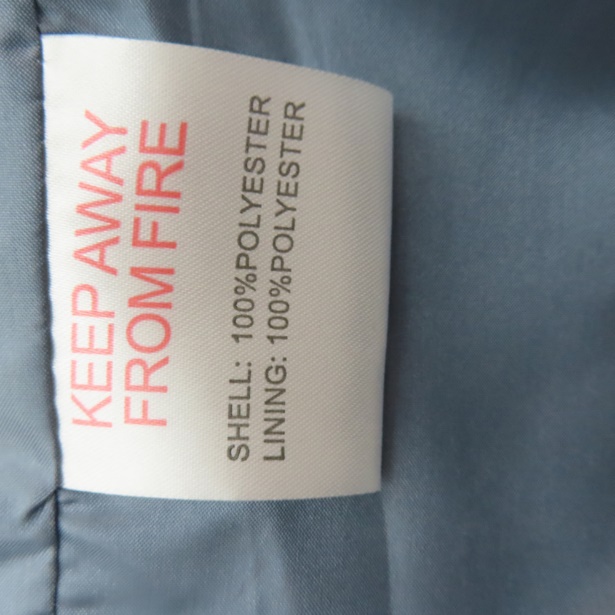 KEEP AWAY
FROM FIRE
SHELL: 100%POLYESTER
LINING: 100%POLYESTER